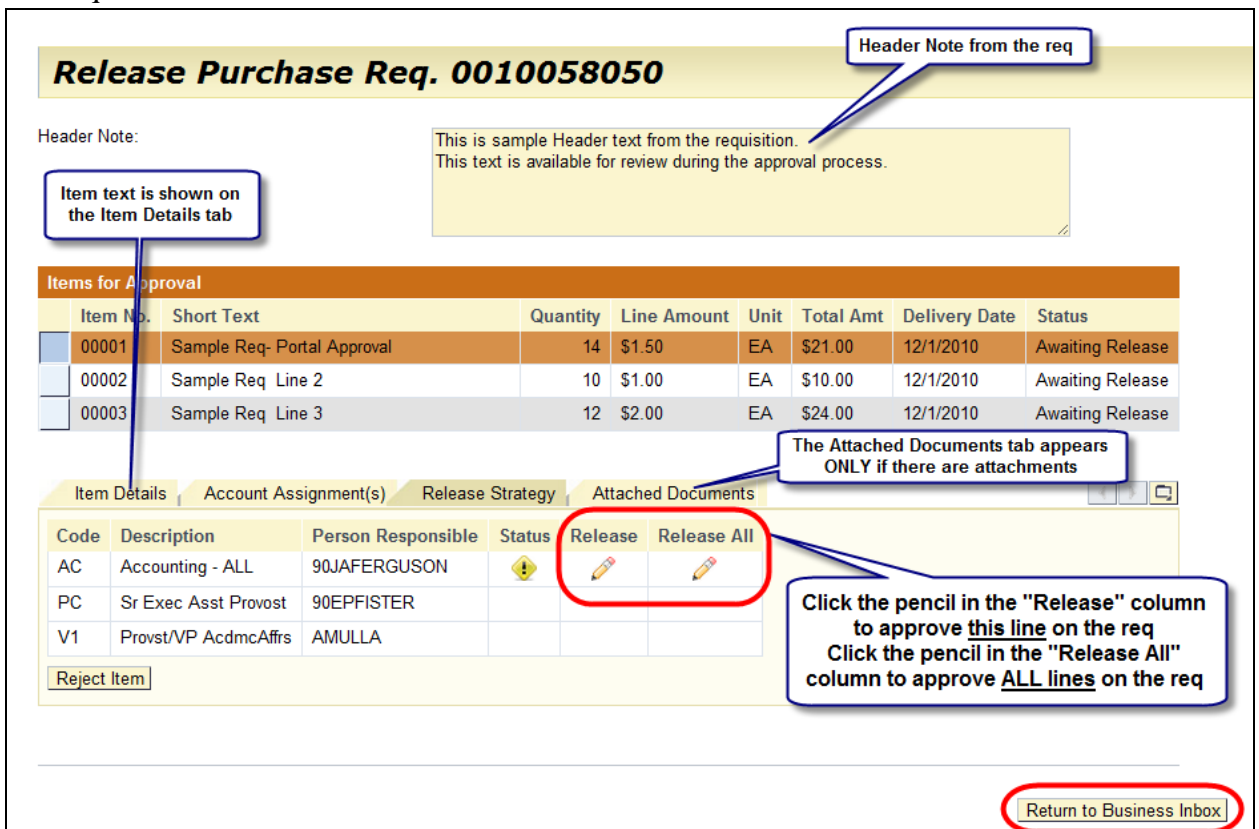 Header Note from the req
Release Purchase Req. 0010058050
Header Note:
This is sample Header text from the requisition.
This text is available for review during the approval process.
Item text is shown on
the Item Details tab
Items for Approval
Item No. Short Text Quantity Line Amount Unit Total Amt Delivery Date Status
00001 Sample Req- Portal Approval 14 $1.50 EA $21.00 12/1/2010 Awaiting Release
00002 Sample Req Line 2 10 $1.00 EA $10.00 12/1/2010 Awaiting Release
00003 Sample Req Line 3 12 $2.00 EA $24.00 12/1/2010 Awaiting Release
The Attached Documents tab appears
ONLY if there are attachments
Item Details Account Assignment(s) Release Strategy Attached Documents
Code Description Person Responsible Status Release Release All
AC Accounting - ALL 90JAFERGUSON
PC Sr Exec Asst Provost 90EPFISTER
V1 Provst/VP AcdmcAffrs AMULLA
Reject Item
Click the pencil in the "Release" column
to approve this line on the req
Click the pencil in the "Release All"
column to approve ALL lines on the req
Return to Business Inbox